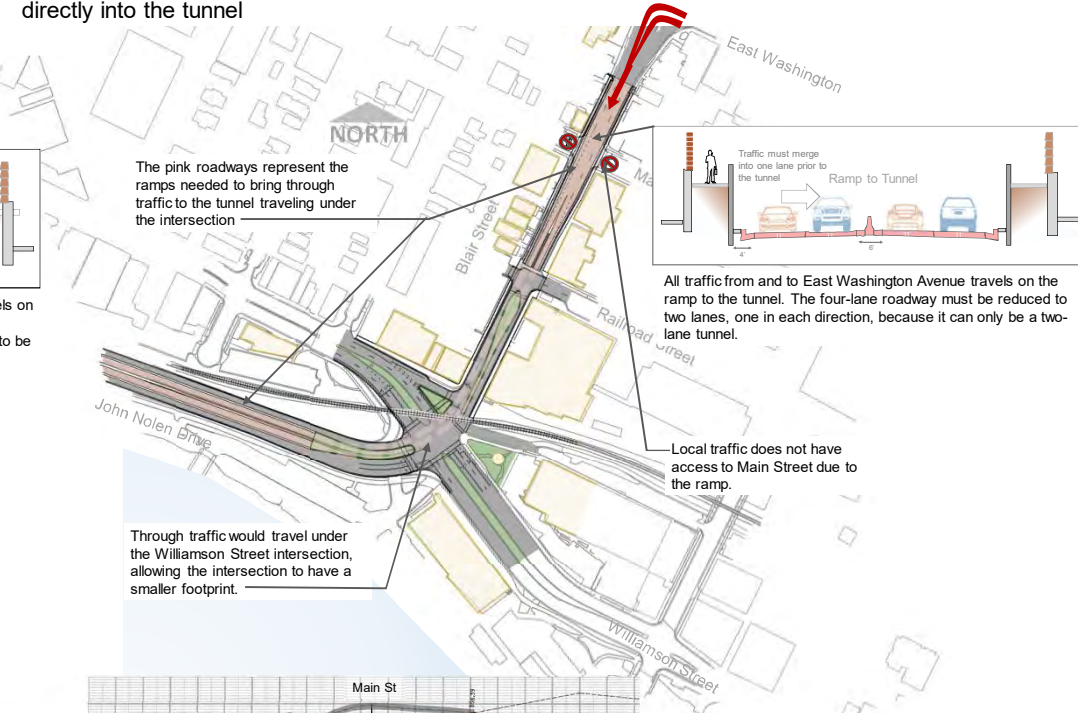 directly into the tunnel
East Washington
NORTH
The pink roadways represent the
ramps needed to bring through
traffic to the tunnel traveling under
the intersection
Traffic must merge
into one lane prior to
the tunnel
Ramp to Tunnel
4'
6'
Blair Street
All traffic from and to East Washington Avenue travels on the
ramp to the tunnel. The four-lane roadway must be reduced to
two lanes, one in each direction, because it can only be a two-
lane tunnel.
els on
to be
Railroad Street
John Nolen Drive
Local traffic does not have
access to Main Street due to
the ramp.
Through traffic would travel under
the Williamson Street intersection,
allowing the intersection to have a
smaller footprint.
Williamson Street
Main St